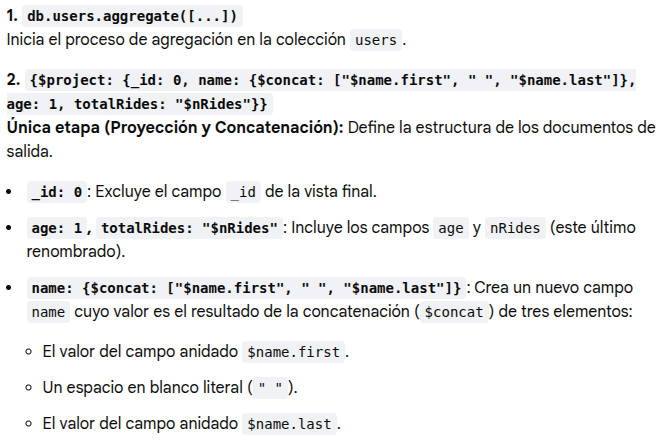 1. db.users.aggregate([...])
Inicia el proceso de agregación en la colección users.
2. {$project: {_id: 0, name: {$concat: ["$name.first", " ", "$name.last"]},
age: 1, totalRides: "$nRides"}}
Única etapa (Proyección y Concatenación): Define la estructura de los documentos de
salida.
• _id: 0: Excluye el campo _id de la vista final.
• age: 1, totalRides: "$nRides": Incluye los campos age y nRides (este último
renombrado).
• name: {$concat: ["$name.first", " ", "$name.last"]}: Crea un nuevo campo
name cuyo valor es el resultado de la concatenación ($concat) de tres elementos:
◦ El valor del campo anidado $name.first.
◦ Un espacio en blanco literal (" ").
◦ El valor del campo anidado $name.last.